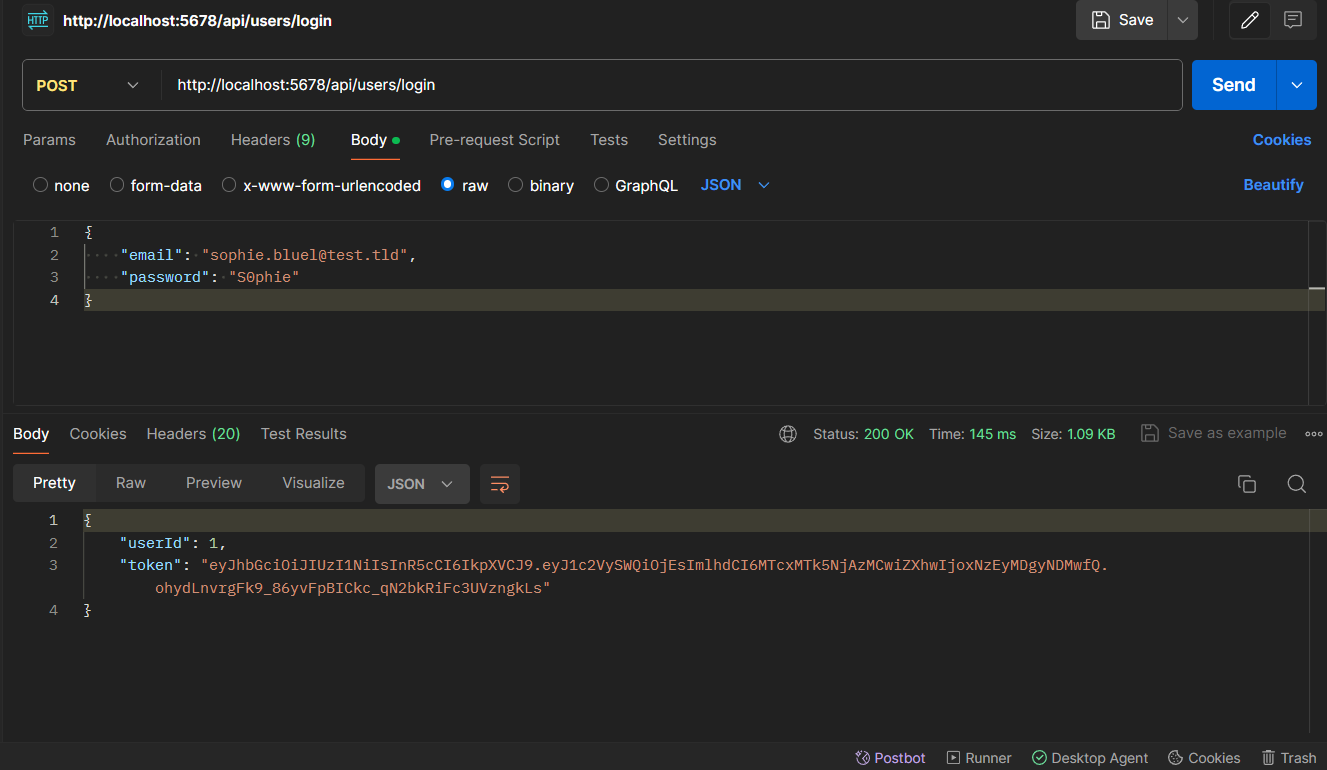 HTTP http://localhost:5678/api/users/login Save
POST http://localhost:5678/api/users/login Send
Params Authorization Headers (9) Body Pre-request Script Tests Settings Cookies
none form-data x-www-form-urlencoded raw binary GraphQL JSON Beautify
1 {
2 "email": "sophie.bluel@test.tld",
3 "password": "S0phie"
4 }
Body Cookies Headers (20) Test Results Status: 200 OK Time: 145 ms Size: 1.09 KB Save as example
Pretty Raw Preview Visualize JSON
1 {
2 "userId": 1,
3 "token": "eyJhbGciOiJIUzI1NiIsInR5cCI6IkpXVCJ9.eyJ1c2VySWQiOjEsImlhdCI6MTcxMTk5NjAzMCwiZXhwIjoxNzEyMDgyNDMwfQ.
ohydLnvrgFk9_86yvFpBICkc_qN2bkRiFc3UVzngkLs"
4 }
Postbot Runner Desktop Agent Cookies Trash